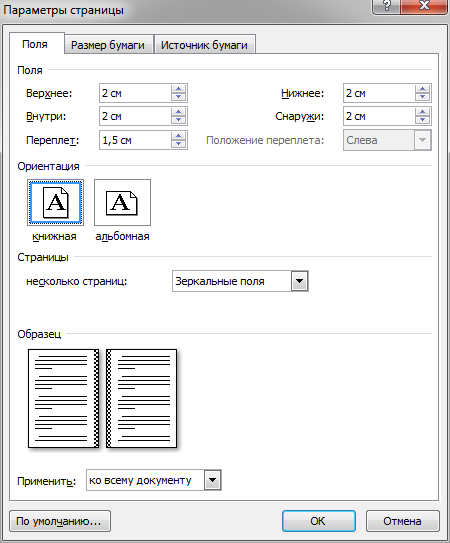 Параметры страницы
Поля Размер бумаги Источник бумаги
Поля
Верхнее: 2 см Нижнее: 2 см
Внутри: 2 см Снаружи: 2 см
Переплет: 1,5 см Положение переплета: Слева
Ориентация
A A
книжная альбомная
Страницы
несколько страниц: Зеркальные поля
Образец
Применить: ко всему документу
По умолчанию... ОК Отмена